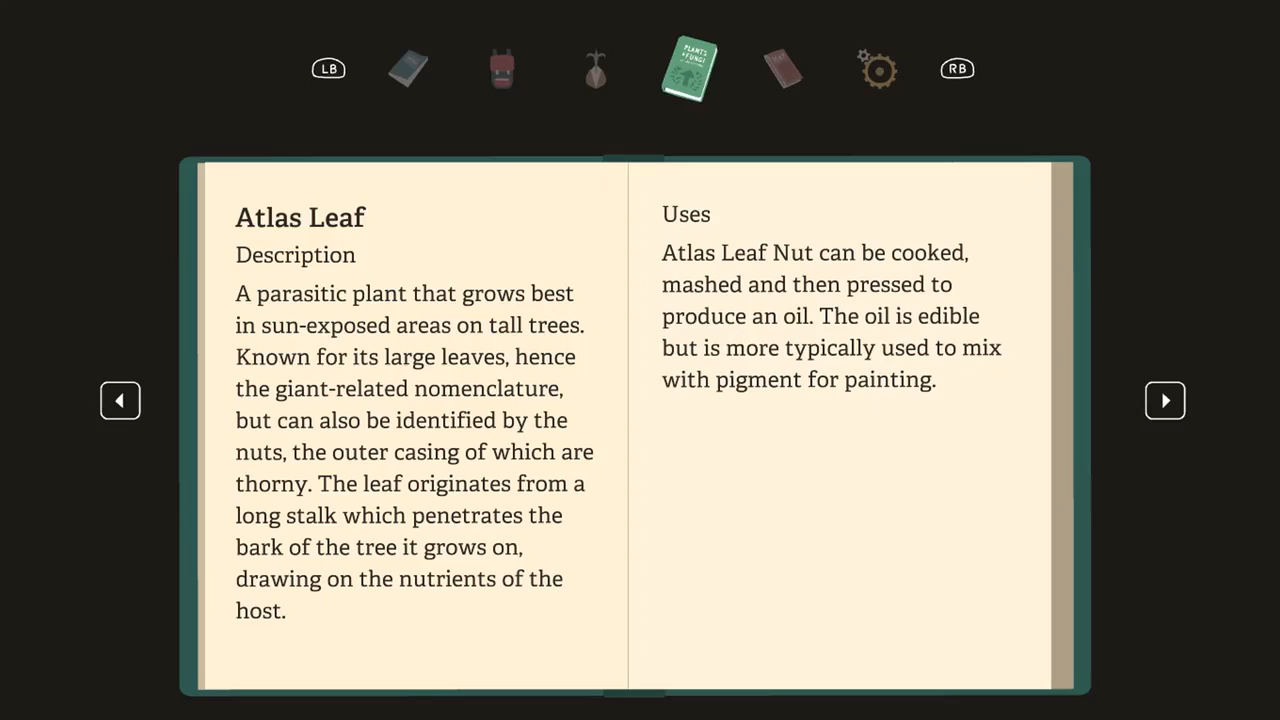 LB
PLANTS
& FUNGI
RB
Atlas Leaf
Description
A parasitic plant that grows best
in sun-exposed areas on tall trees.
Known for its large leaves, hence
the giant-related nomenclature,
but can also be identified by the
nuts, the outer casing of which are
thorny. The leaf originates from a
long stalk which penetrates the
bark of the tree it grows on,
drawing on the nutrients of the
host.
Uses
Atlas Leaf Nut can be cooked,
mashed and then pressed to
produce an oil. The oil is edible
but is more typically used to mix
with pigment for painting.